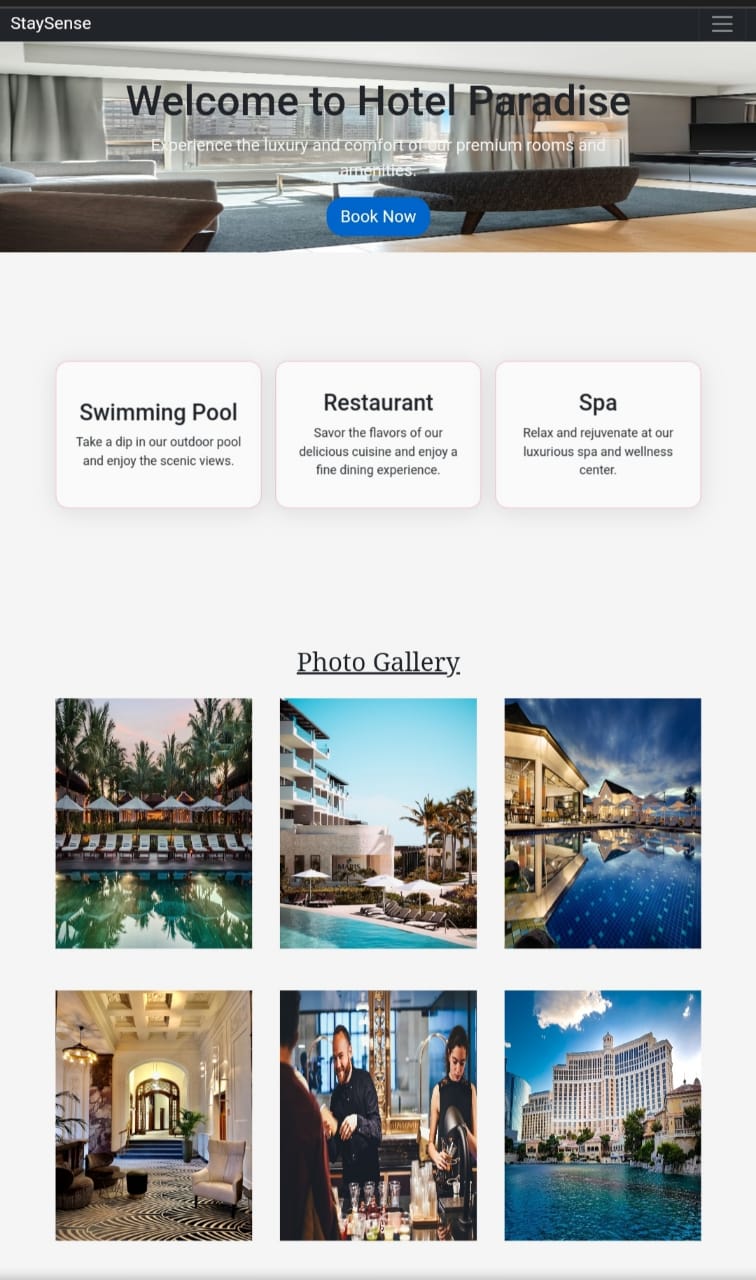 StaySense
Welcome to Hotel Paradise
Experience the luxury and comfort of our premium rooms and
amenities.
Book Now
Swimming Pool
Take a dip in our outdoor pool
and enjoy the scenic views.
Restaurant
Savor the flavors of our
delicious cuisine and enjoy a
fine dining experience.
Spa
Relax and rejuvenate at our
luxurious spa and wellness
center.
Photo Gallery
MARIS